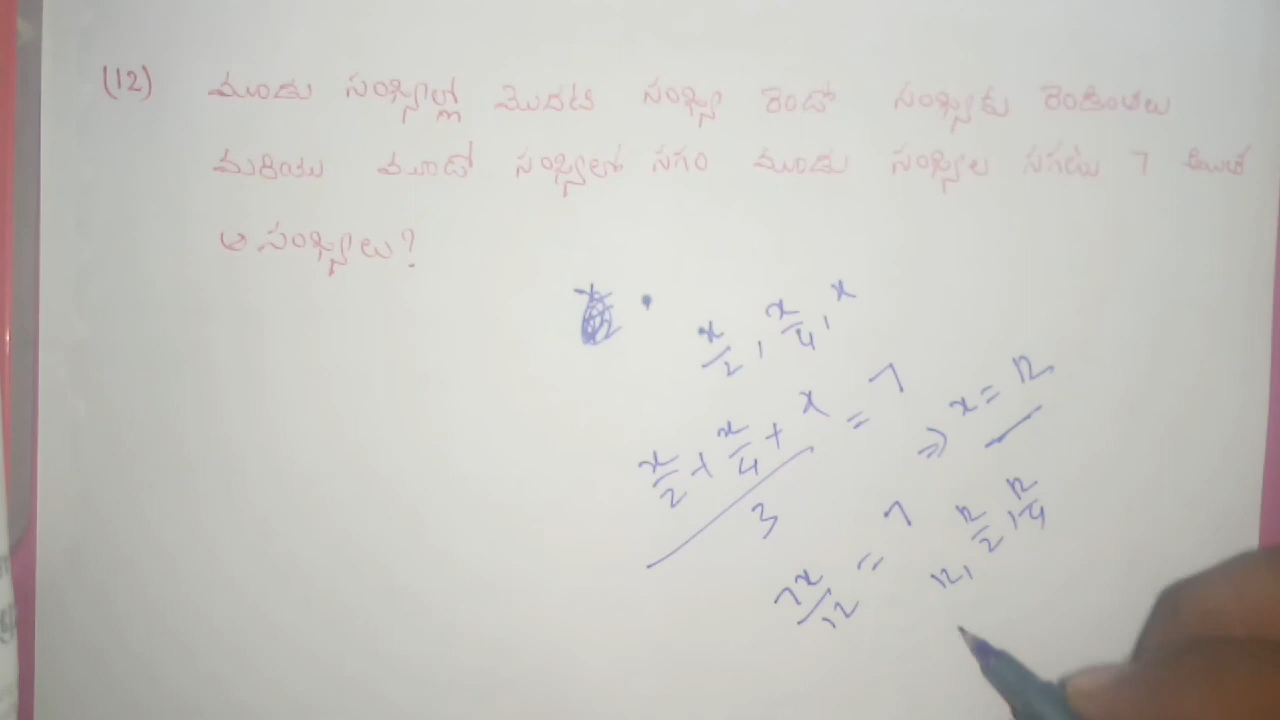 (12) మూడు సంఖ్యల్లో మొదటి సంఖ్య రెండో సంఖ్యకు రెండింతలు
మరియు మూడో సంఖ్యలో సగం మూడు సంఖ్యల సగటు 7 అయితే
ఆ సంఖ్యలు?
x/2, x/4, x
(x/2 + x/4 + x)/3 = 7 ⇒ x = 12
7x/12 = 7
12, 12/2, 12/4